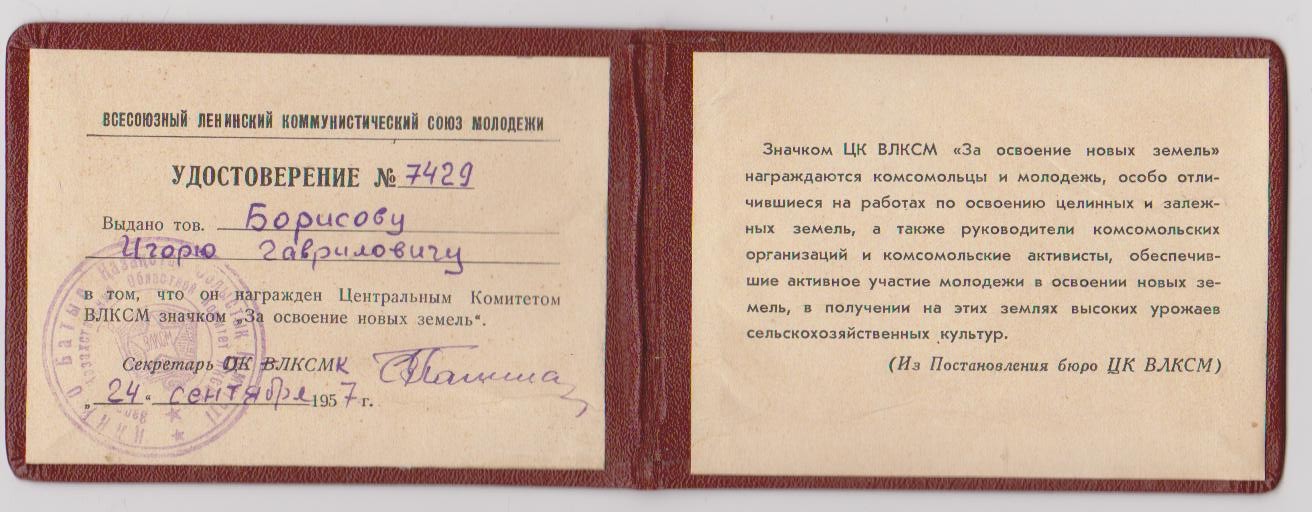 ВСЕСОЮЗНЫЙ ЛЕНИНСКИЙ КОММУНИСТИЧЕСКИЙ СОЮЗ МОЛОДЕЖИ
УДОСТОВЕРЕНИЕ № 7429
Выдано тов. Борисову
Игорю Гавриловичу
в том, что он награжден Центральным Комитетом
ВЛКСМ значком „За освоение новых земель“.
Секретарь ОК ЛКСМК
„24“ сентября 1957 г.
ВЛКСМ
Значком ЦК ВЛКСМ «За освоение новых земель»
награждаются комсомольцы и молодежь, особо отли-
чившиеся на работах по освоению целинных и залеж-
ных земель, а также руководители комсомольских
организаций и комсомольские активисты, обеспечив-
шие активное участие молодежи в освоении новых зе-
мель, в получении на этих землях высоких урожаев
сельскохозяйственных культур.
(Из Постановления бюро ЦК ВЛКСМ)